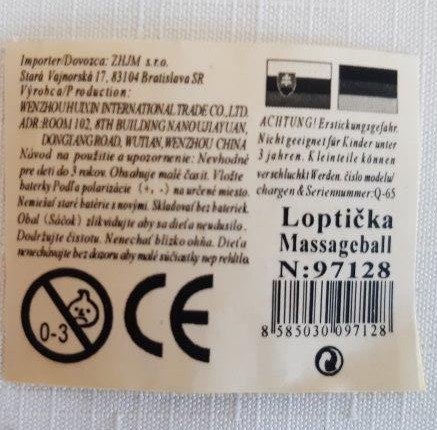 Importer/Dovozca: ZHJM s.r.o.
Stará Vajnorská 17, 83104 Bratislava SR
Výrobca/Production:
WENZHOU HUIXIN INTERNATIONAL TRADE CO.,LTD.
ADR:ROOM 102, 8TH BUILDING NANOUJIAYUAN,
DONGLANG ROAD, WUTIAN, WENZHOU CHINA
Návod na použitie a upozornenie: Nevhodné
pre deti do 3 rokov. Obsahuje malé časti. Vložte
baterky Podľa polarizácie (+, -) na určené miesto.
Nemiešať staré batérie s novými. Skladovať bez bateriek.
Obal (Sáčok) zlikvidujte aby sa dieťa neudusilo.
Dodržujte čistotu. Nenechať blízko ohňa. Dieťa
nenechávajte bez dozoru aby malé súčiastky neprehltlo.
0-3
CE
ACHTUNG! Erstickungsgefahr.
Nicht geeignet für Kinder unter
3 jahren. Kleinteile können
verschluckt Werden. číslo modelu/
chargen & Seriennummer:Q-65
Loptička
Massageball
N:97128
8 585030 097128